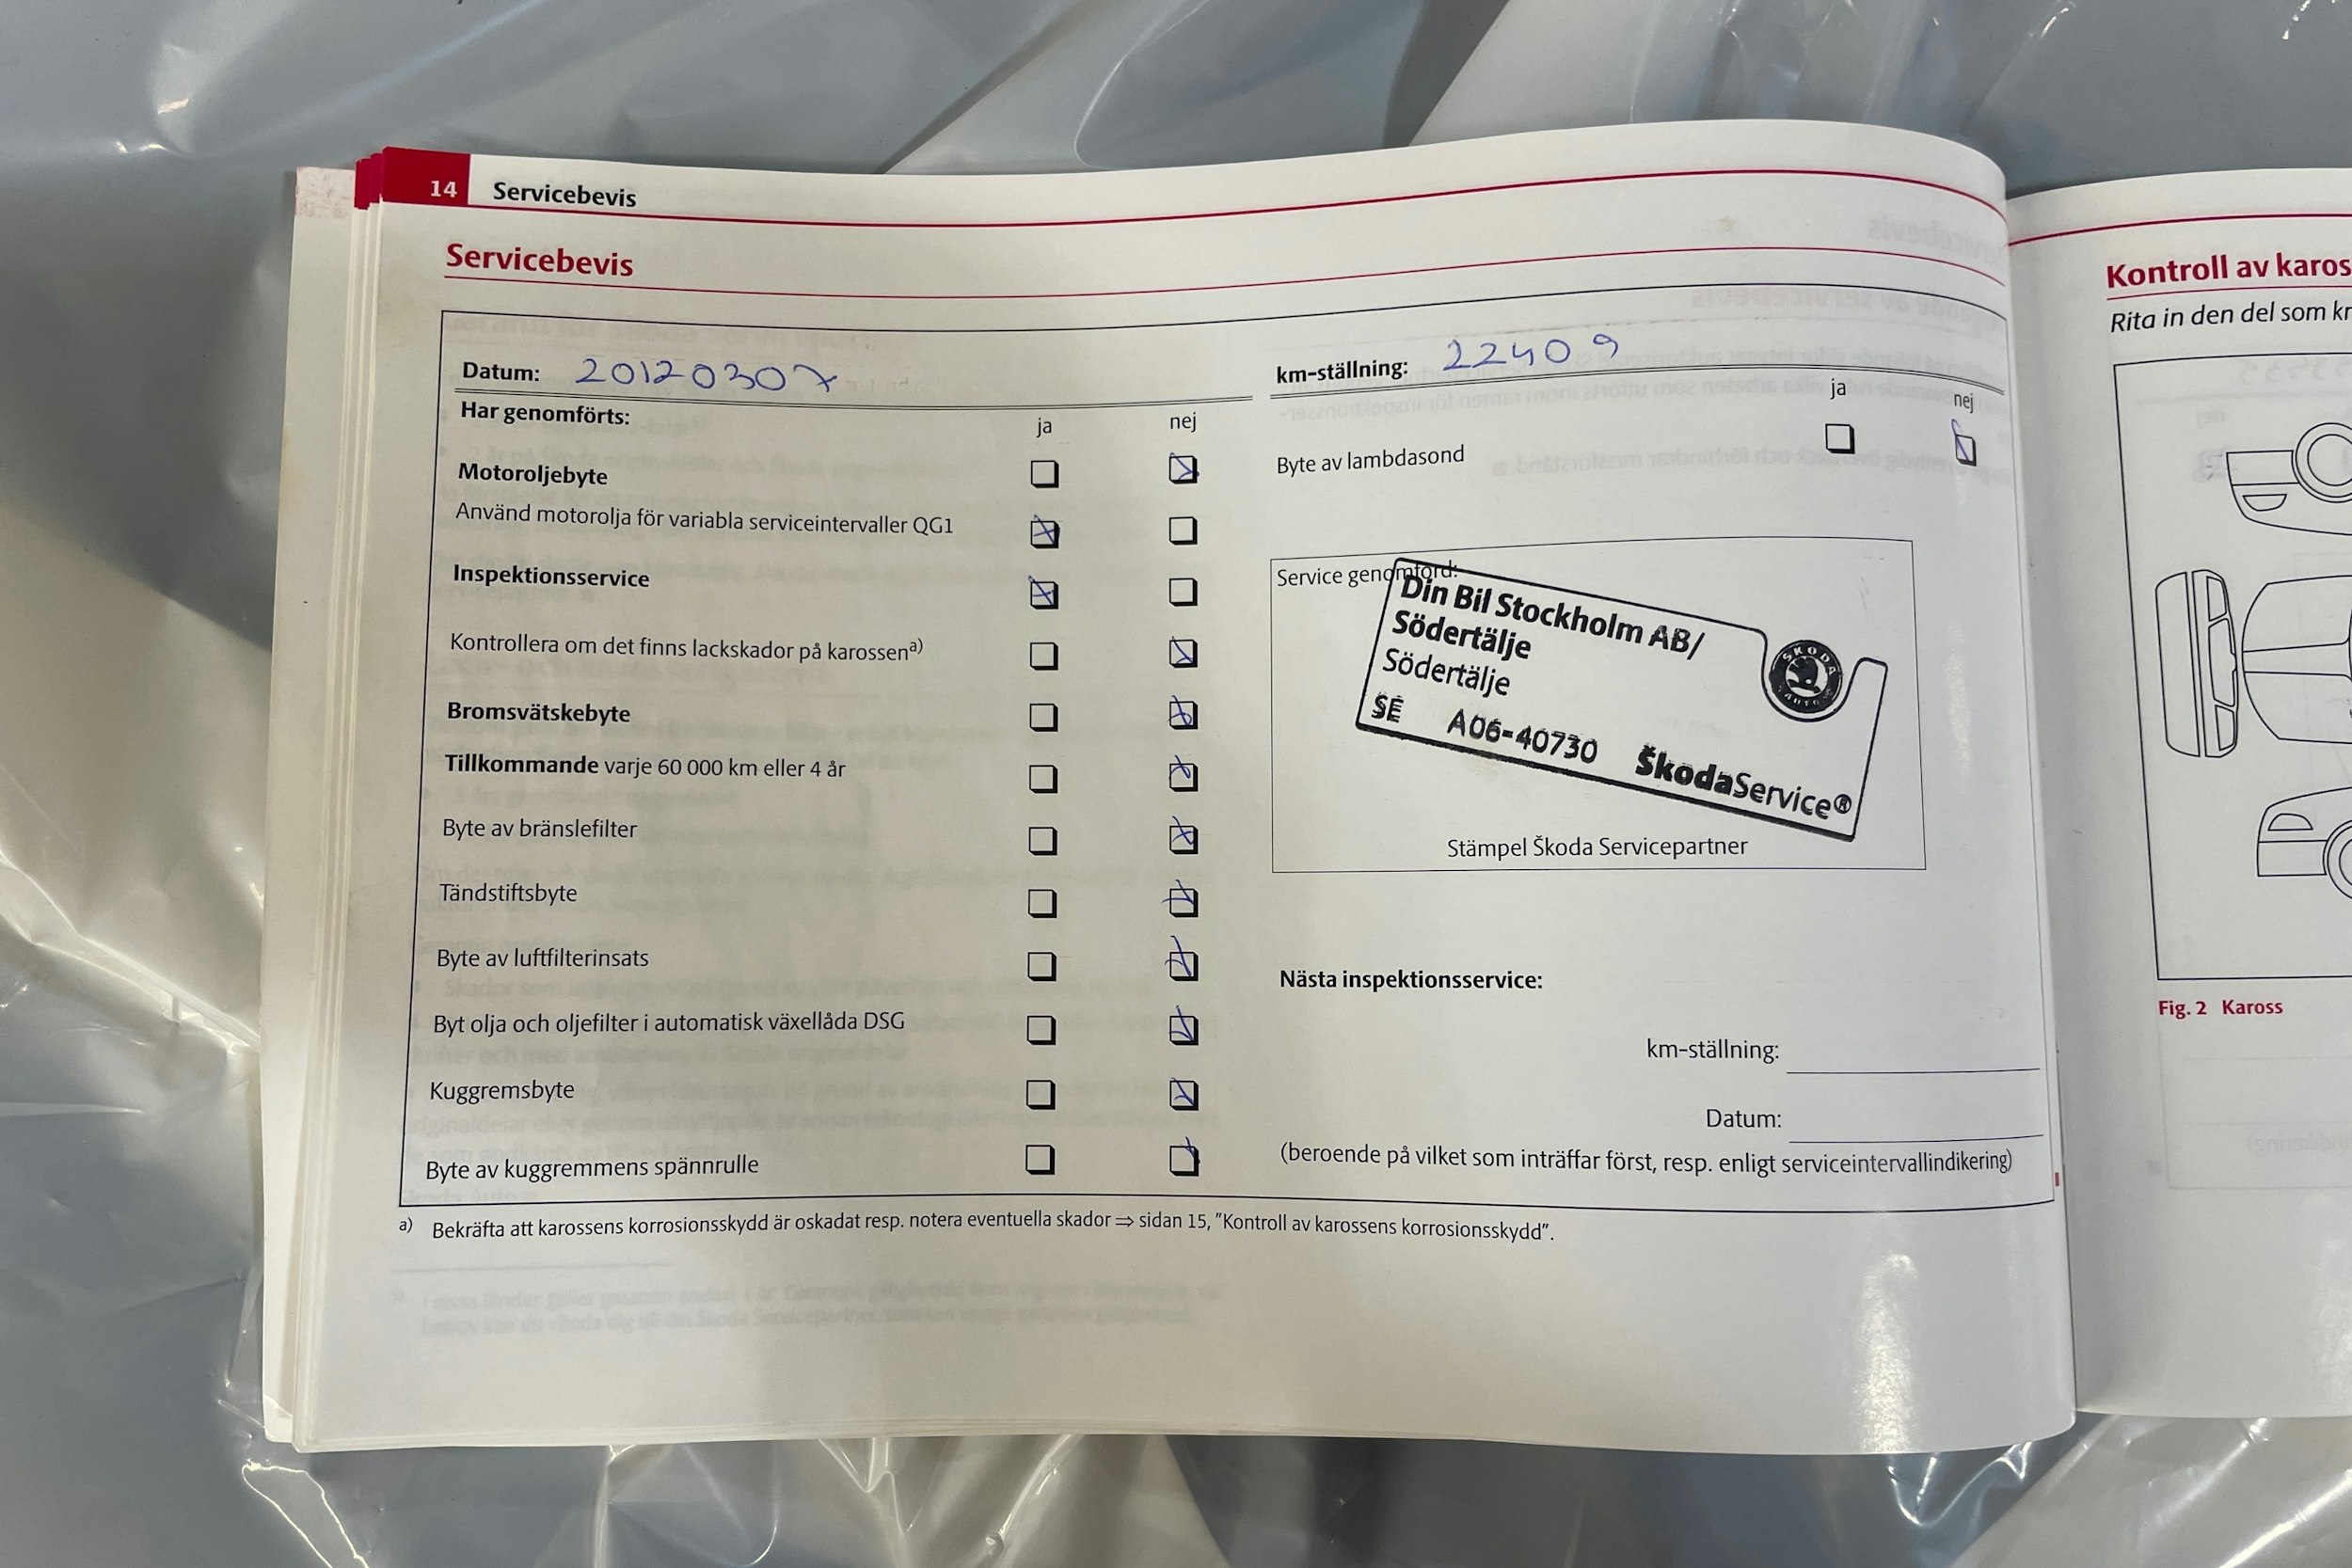 14 Servicebevis
Servicebevis
Datum: 20120307
km-ställning: 22409
Har genomförts:
ja nej
ja nej
Motoroljebyte
Använd motorolja för variabla serviceintervaller QG1
Inspektionsservice
Kontrollera om det finns lackskador på karossen a)
Bromsvätskebyte
Tillkommande varje 60 000 km eller 4 år
Byte av bränslefilter
Tändstiftsbyte
Byte av luftfilterinsats
Byt olja och oljefilter i automatisk växellåda DSG
Kuggremsbyte
Byte av kuggremmens spännrulle
Byte av lambdasond
Service genomförd:
Din Bil Stockholm AB/
Södertälje
Södertälje
SE A06-40730 ŠkodaService®
ŠKODA
AUTO
Stämpel Škoda Servicepartner
Nästa inspektionsservice:
km-ställning:
Datum:
(beroende på vilket som inträffar först, resp. enligt serviceintervallindikering)
a) Bekräfta att karossens korrosionsskydd är oskadat resp. notera eventuella skador ⇒ sidan 15, "Kontroll av karossens korrosionsskydd".
Kontroll av karos
Rita in den del som kr
Fig. 2 Kaross